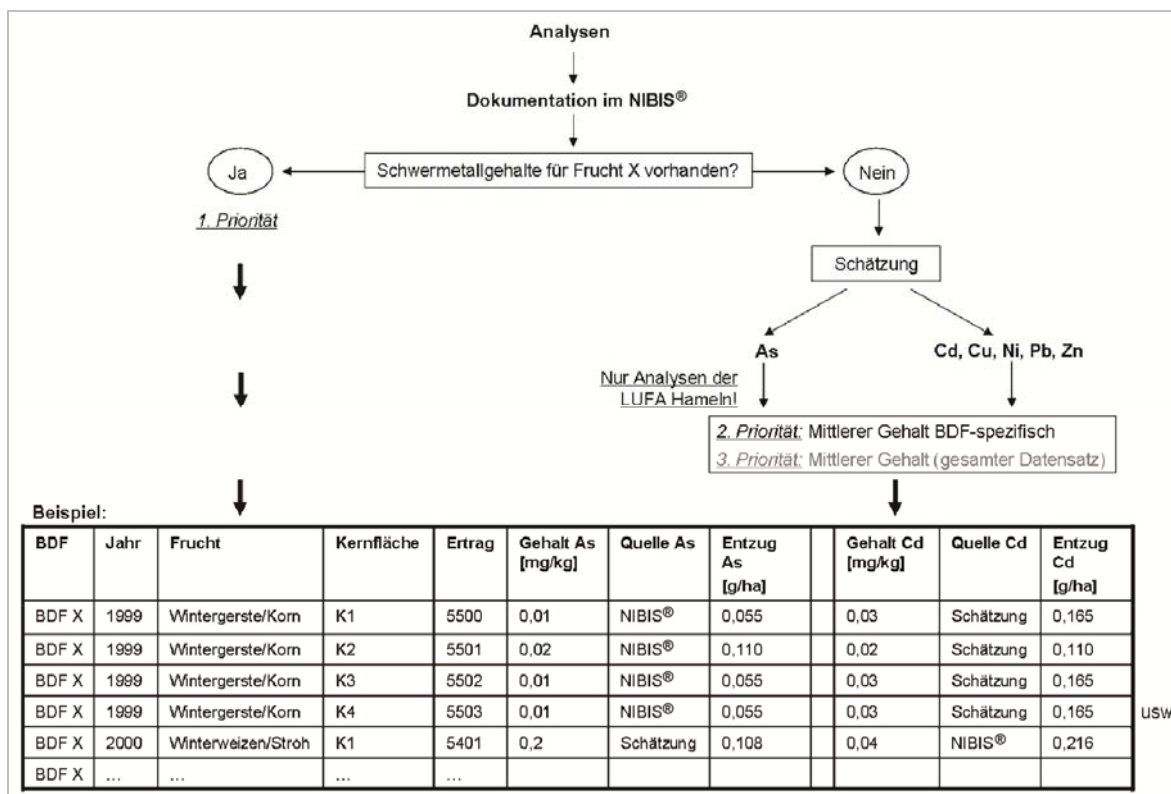 Analysen
Dokumentation im NIBIS®
Ja
Schwermetallgehalte für Frucht X vorhanden?
Nein
1. Priorität
Schätzung
As
Cd, Cu, Ni, Pb, Zn
Nur Analysen der
LUFA Hameln!
2. Priorität: Mittlerer Gehalt BDF-spezifisch
3. Priorität: Mittlerer Gehalt (gesamter Datensatz)
Beispiel:
BDF Jahr Frucht Kernfläche Ertrag Gehalt As [mg/kg] Quelle As Entzug As [g/ha] Gehalt Cd [mg/kg] Quelle Cd Entzug Cd [g/ha]
BDF X 1999 Wintergerste/Korn K1 5500 0,01 NIBIS® 0,055 0,03 Schätzung 0,165
BDF X 1999 Wintergerste/Korn K2 5501 0,02 NIBIS® 0,110 0,02 Schätzung 0,110
BDF X 1999 Wintergerste/Korn K3 5502 0,01 NIBIS® 0,055 0,03 Schätzung 0,165
BDF X 1999 Wintergerste/Korn K4 5503 0,01 NIBIS® 0,055 0,03 Schätzung 0,165
usw
BDF X 2000 Winterweizen/Stroh K1 5401 0,2 Schätzung 0,108 0,04 NIBIS® 0,216
BDF X ... ... ... ...